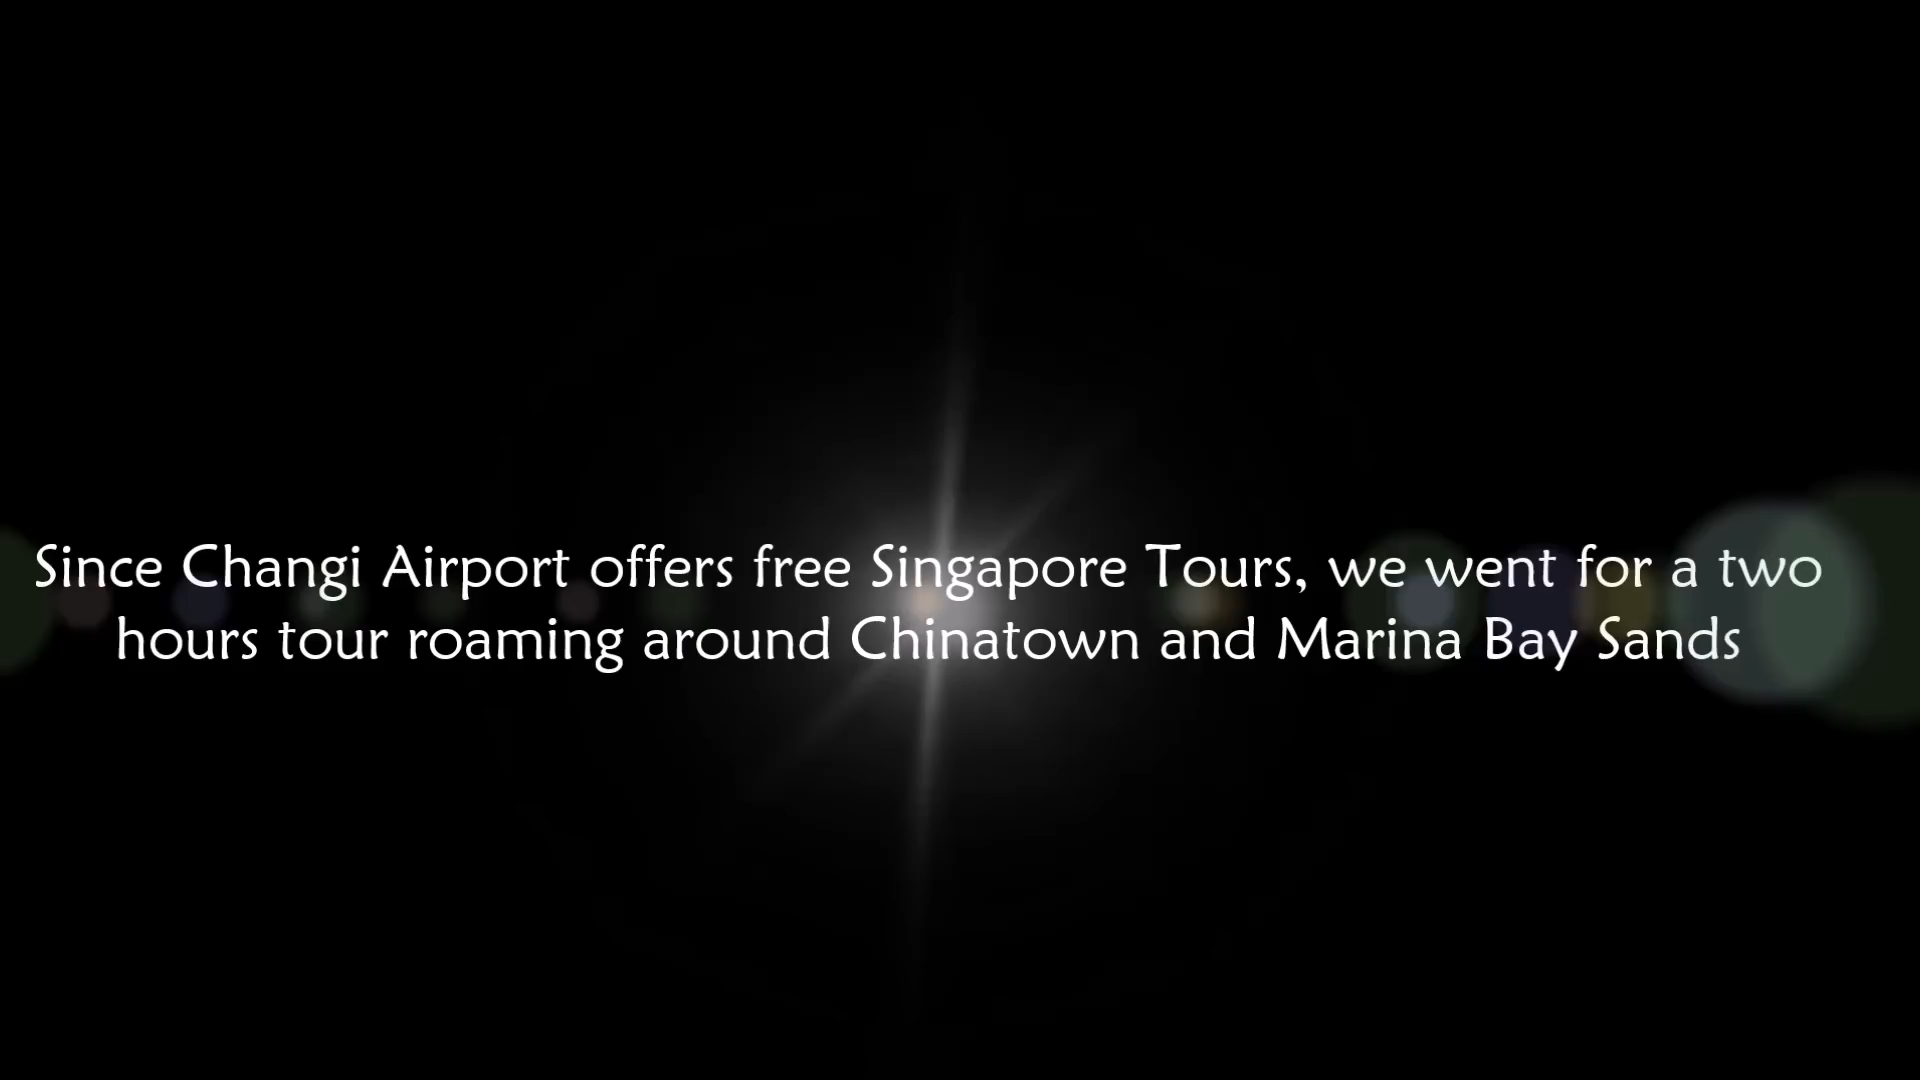 Since Changi Airport offers free Singapore Tours, we went for a two
hours tour roaming around Chinatown and Marina Bay Sands